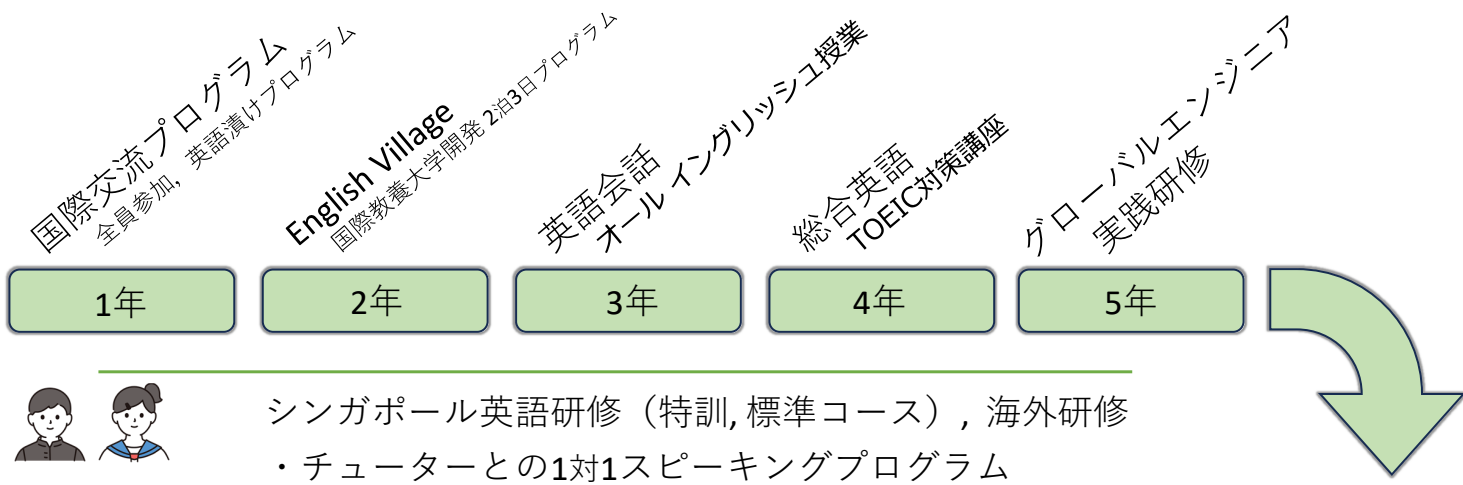 国際交流プログラム
全員参加, 英語漬けプログラム
English Village
国際教養大学開発 2泊3日プログラム
英語会話
オール イングリッシュ授業
総合英語
TOEIC対策講座
グローバルエンジニア
実践研修
1年
2年
3年
4年
5年
シンガポール英語研修（特訓, 標準コース）, 海外研修
・チューターとの1対1スピーキングプログラム